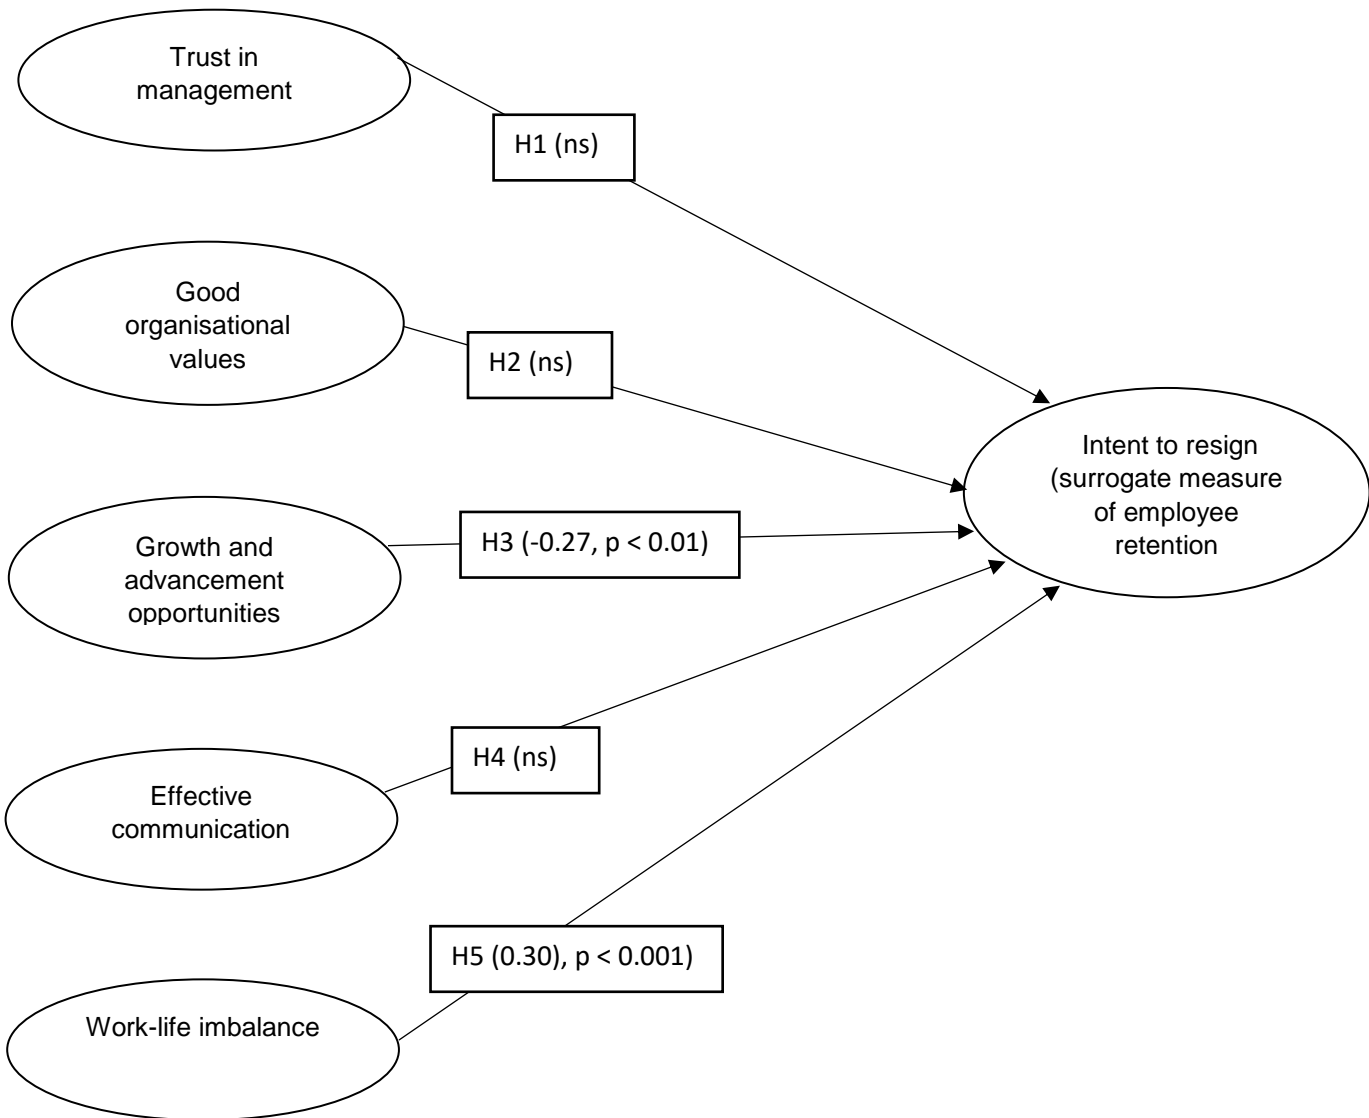 Trust in
management
H1 (ns)
Good
organisational
values
H2 (ns)
Growth and
advancement
opportunities
H3 (-0.27, p < 0.01)
Intent to resign
(surrogate measure
of employee
retention
Effective
communication
H4 (ns)
H5 (0.30), p < 0.001)
Work-life imbalance